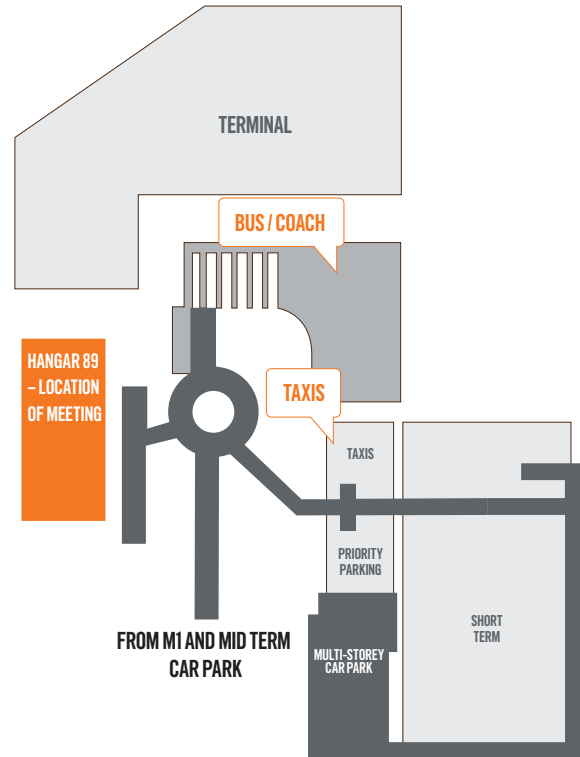 TERMINAL
BUS / COACH
HANGAR 89
– LOCATION
OF MEETING
TAXIS
TAXIS
PRIORITY
PARKING
FROM M1 AND MID TERM
CAR PARK
MULTI-STOREY
CAR PARK
SHORT
TERM